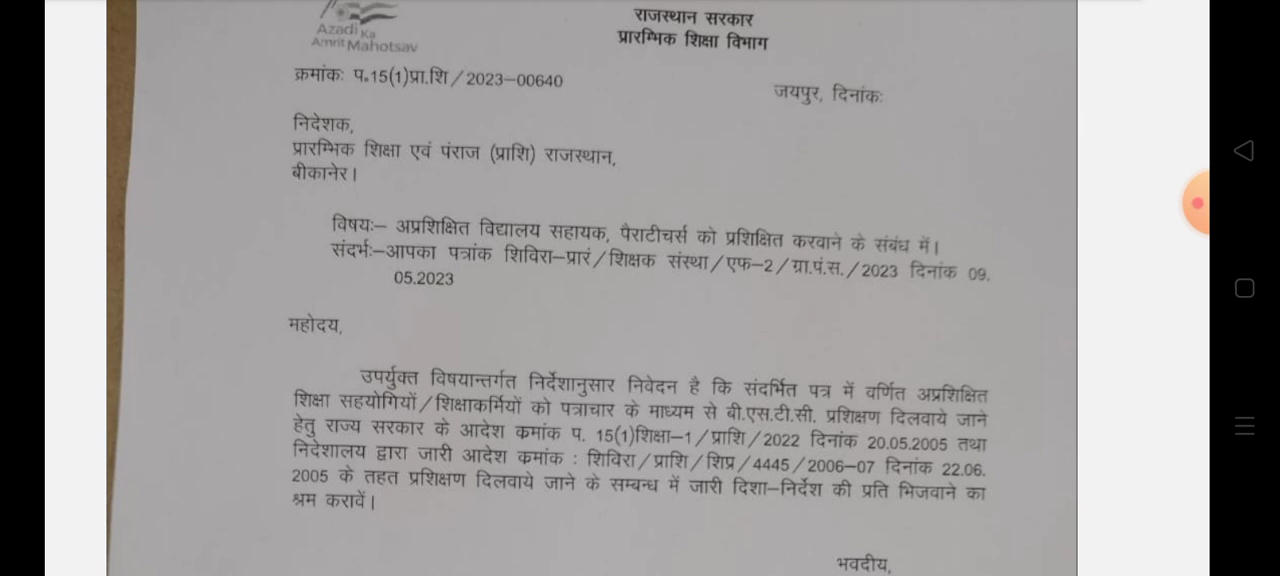 Azadi Ka
Amrit Mahotsav
राजस्थान सरकार
प्रारम्भिक शिक्षा विभाग
क्रमांकः प.15(1)प्रा.शि/2023-00640
जयपुर, दिनांकः
निदेशक,
प्रारम्भिक शिक्षा एवं पंराज (प्राशि) राजस्थान,
बीकानेर।
विषयः- अप्रशिक्षित विद्यालय सहायक, पैराटीचर्स को प्रशिक्षित करवाने के संबंध में।
संदर्भः-आपका पत्रांक शिविरा-प्रारं/शिक्षक संस्था/एफ-2/ग्रा.पं.स./2023 दिनांक 09.
05.2023
महोदय,
उपर्युक्त विषयान्तर्गत निर्देशानुसार निवेदन है कि संदर्भित पत्र में वर्णित अप्रशिक्षित
शिक्षा सहयोगियों/शिक्षाकर्मियों को पत्राचार के माध्यम से बी.एस.टी.सी. प्रशिक्षण दिलवाये जाने
हेतु राज्य सरकार के आदेश क्रमांक प. 15(1)शिक्षा-1/प्राशि/2022 दिनांक 20.05.2005 तथा
निदेशालय द्वारा जारी आदेश क्रमांक : शिविरा/प्राशि/शिप्र/4445/2006-07 दिनांक 22.06.
2005 के तहत प्रशिक्षण दिलवाये जाने के सम्बन्ध में जारी दिशा-निर्देश की प्रति भिजवाने का
श्रम करावें।
भवदीय,